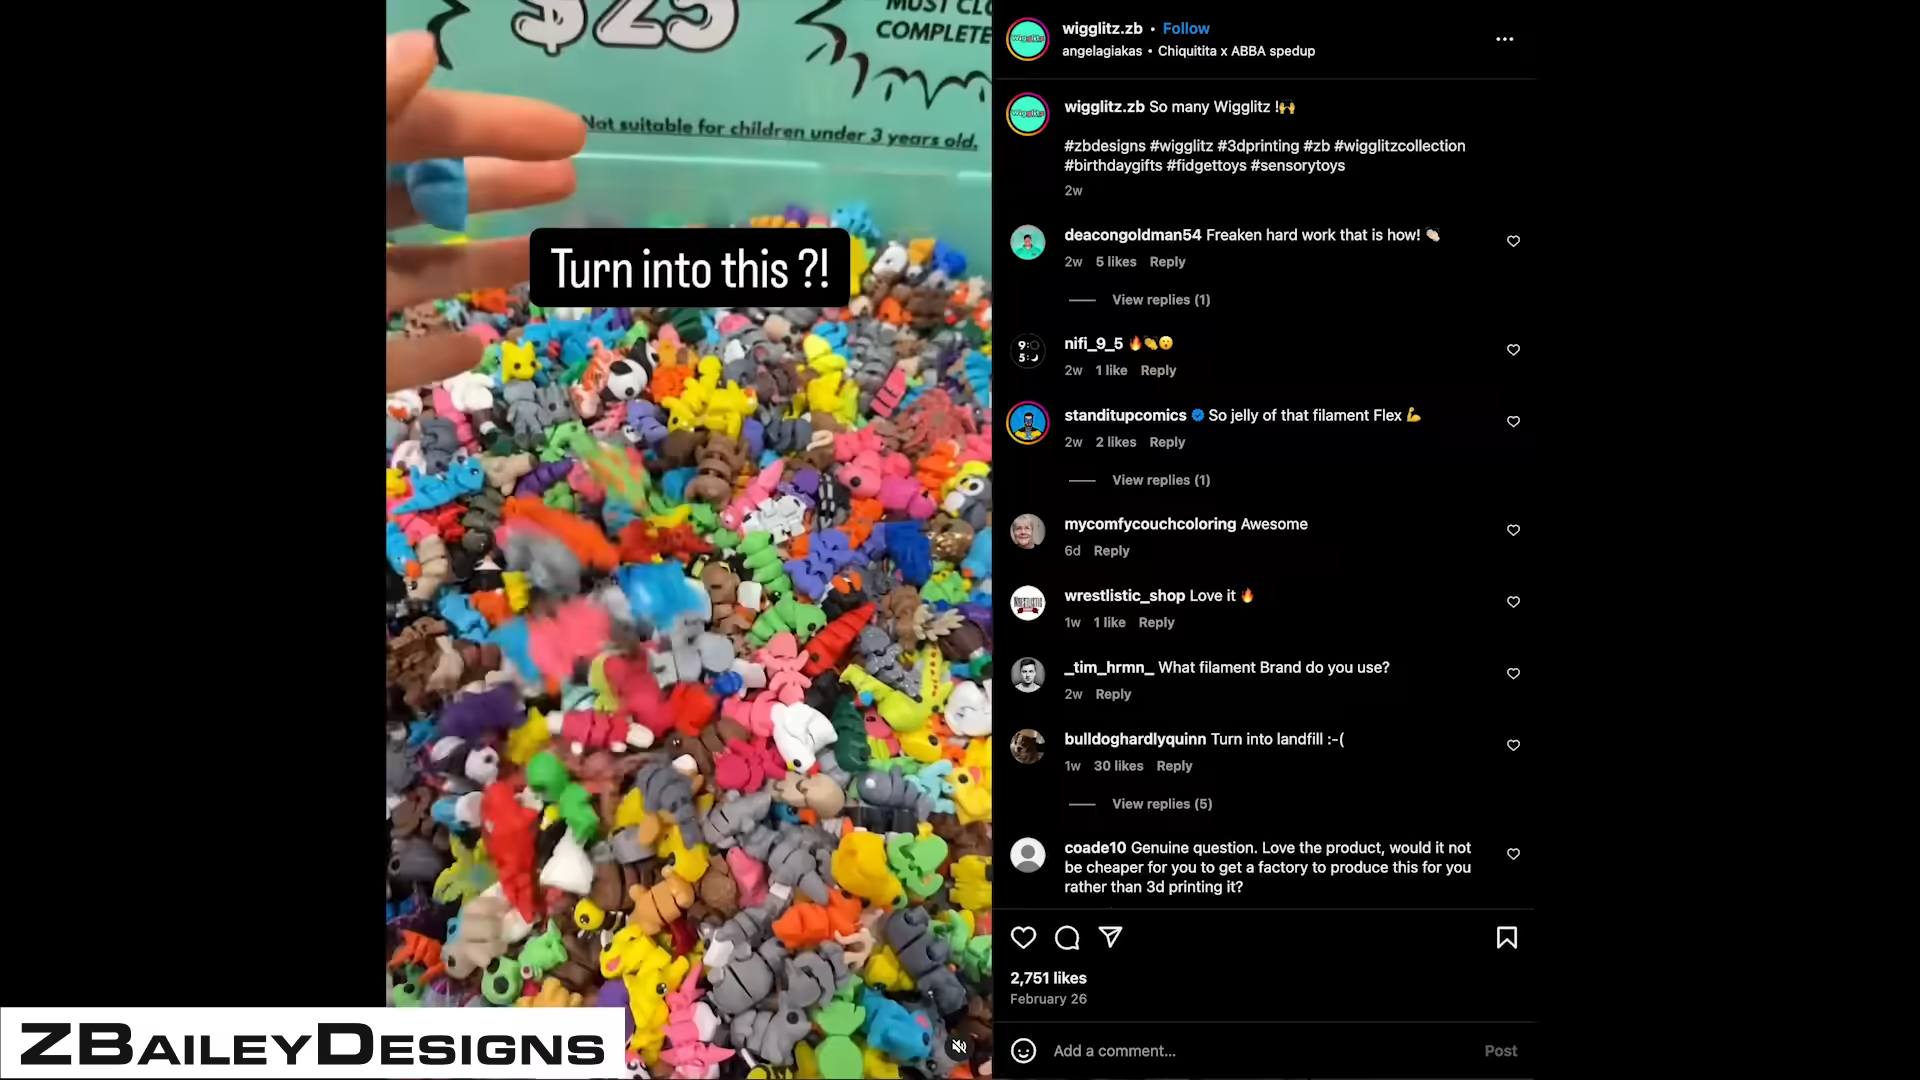 $25
MUST CLO
COMPLETE
Not suitable for children under 3 years old.
Turn into this ?!
ZBAILEYDESIGNS
wigglitz.zb • Follow
angelagiakas • Chiquitita x ABBA spedup
wigglitz.zb So many Wigglitz !🙌
#zbdesigns #wigglitz #3dprinting #zb #wigglitzcollection
#birthdaygifts #fidgettoys #sensorytoys
2w
deacongoldman54 Freaken hard work that is how! 👏🏻
2w 5 likes Reply
View replies (1)
nifi_9_5 🔥👏😮
2w 1 like Reply
standitupcomics So jelly of that filament Flex 💪
2w 2 likes Reply
View replies (1)
mycomfycouchcoloring Awesome
6d Reply
wrestlistic_shop Love it 🔥
1w 1 like Reply
_tim_hrmn_ What filament Brand do you use?
2w Reply
bulldoghardlyquinn Turn into landfill :-(
1w 30 likes Reply
View replies (5)
coade10 Genuine question. Love the product, would it not
be cheaper for you to get a factory to produce this for you
rather than 3d printing it?
2,751 likes
February 26
Add a comment...
Post